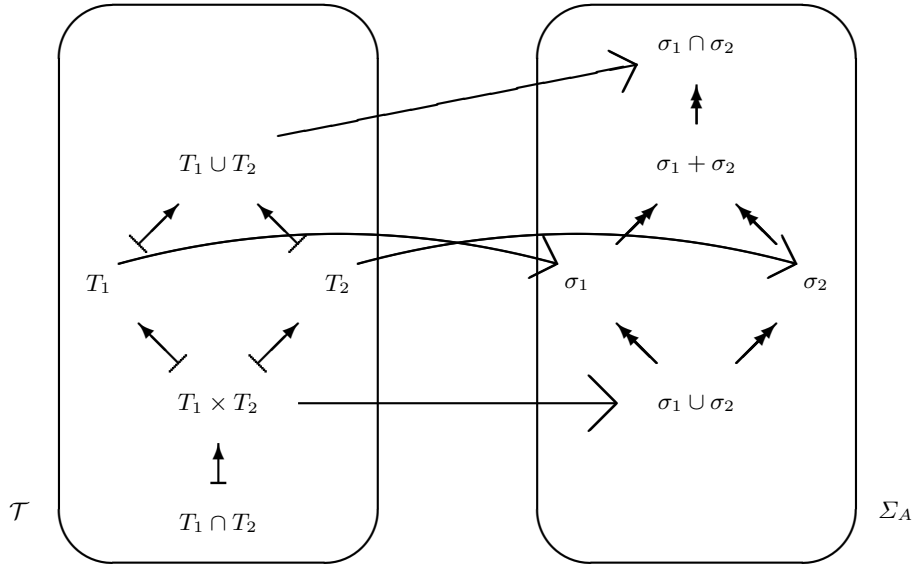 σ₁ ∩ σ₂
T₁ ∪ T₂ σ₁ + σ₂
T₁ T₂ σ₁ σ₂
T₁ × T₂ σ₁ ∪ σ₂
𝒯 T₁ ∩ T₂ Σ_A